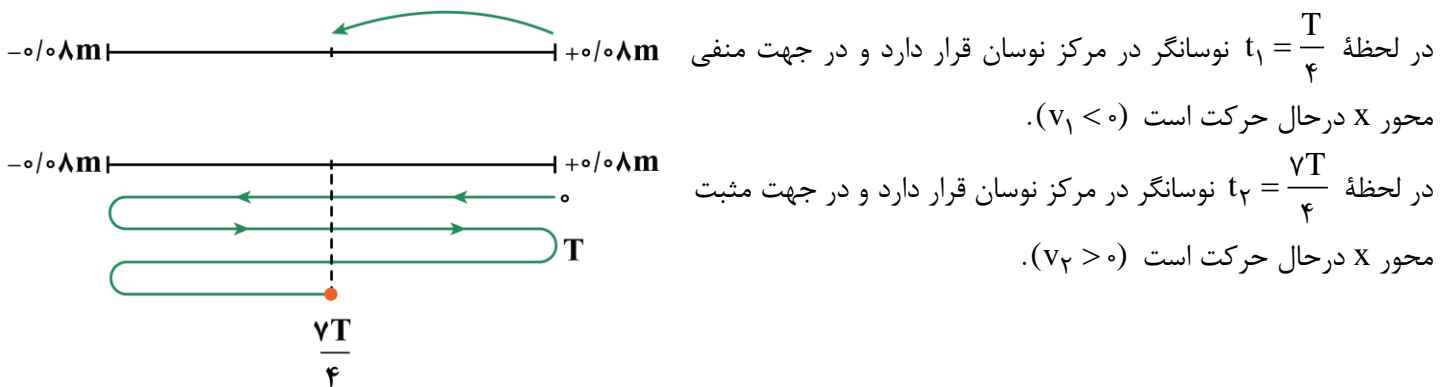 در لحظهٔ t₁ = T/۴ نوسانگر در مرکز نوسان قرار دارد و در جهت منفی
محور x درحال حرکت است (v₁ < ۰).
در لحظهٔ t₂ = ۷T/۴ نوسانگر در مرکز نوسان قرار دارد و در جهت مثبت
محور x درحال حرکت است (v₂ > ۰).
−۰/۰۸m +۰/۰۸m
−۰/۰۸m +۰/۰۸m
۰
T
۷T/۴